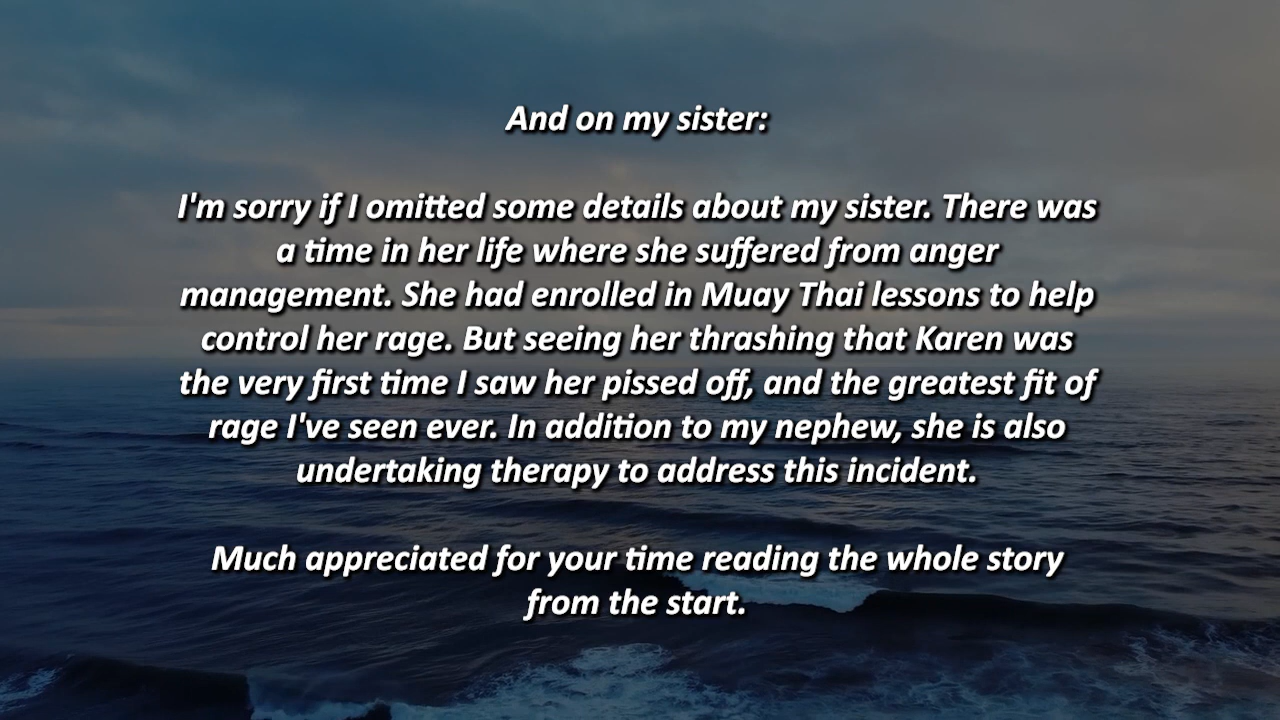 And on my sister:
I'm sorry if I omitted some details about my sister. There was
a time in her life where she suffered from anger
management. She had enrolled in Muay Thai lessons to help
control her rage. But seeing her thrashing that Karen was
the very first time I saw her pissed off, and the greatest fit of
rage I've seen ever. In addition to my nephew, she is also
undertaking therapy to address this incident.
Much appreciated for your time reading the whole story
from the start.